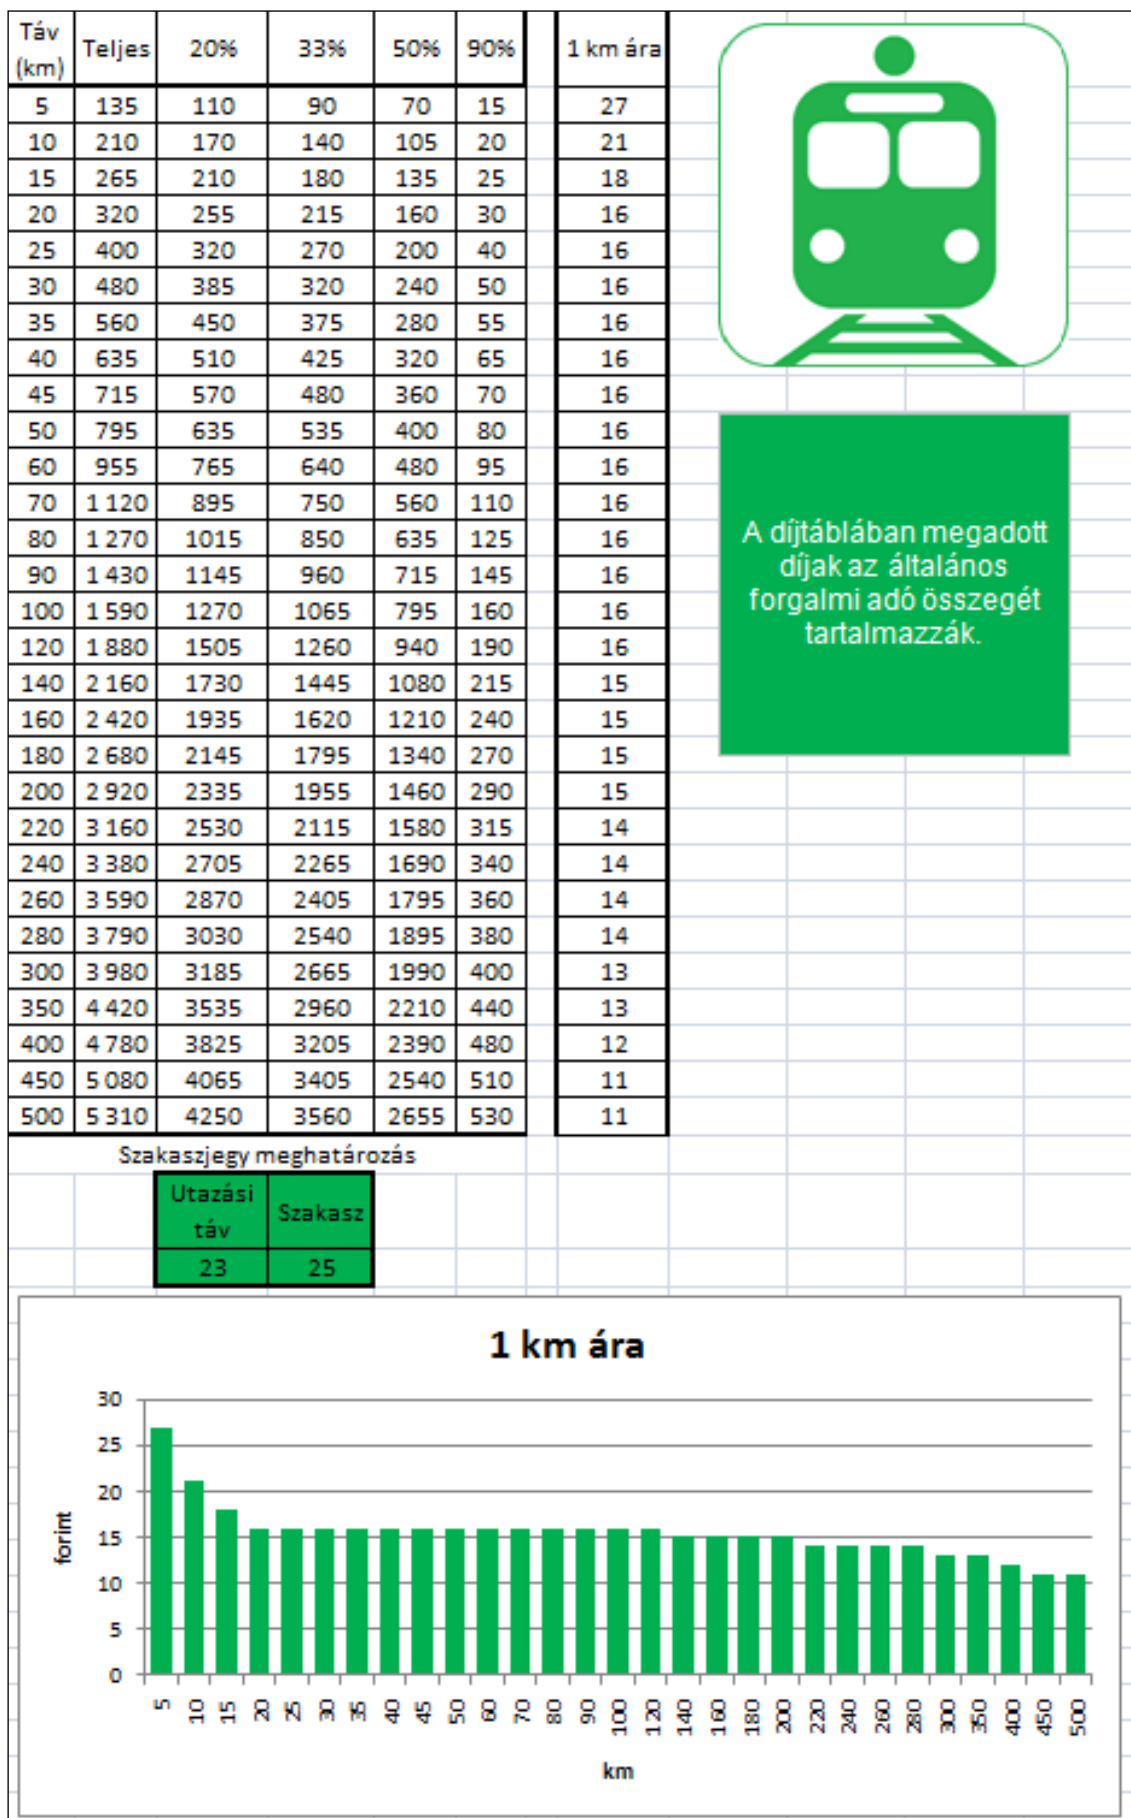 Táv (km) Teljes 20% 33% 50% 90% 1 km ára
5 135 110 90 70 15 27
10 210 170 140 105 20 21
15 265 210 180 135 25 18
20 320 255 215 160 30 16
25 400 320 270 200 40 16
30 480 385 320 240 50 16
35 560 450 375 280 55 16
40 635 510 425 320 65 16
45 715 570 480 360 70 16
50 795 635 535 400 80 16
60 955 765 640 480 95 16
70 1 120 895 750 560 110 16
80 1 270 1015 850 635 125 16
90 1 430 1145 960 715 145 16
100 1 590 1270 1065 795 160 16
120 1 880 1505 1260 940 190 16
140 2 160 1730 1445 1080 215 15
160 2 420 1935 1620 1210 240 15
180 2 680 2145 1795 1340 270 15
200 2 920 2335 1955 1460 290 15
220 3 160 2530 2115 1580 315 14
240 3 380 2705 2265 1690 340 14
260 3 590 2870 2405 1795 360 14
280 3 790 3030 2540 1895 380 14
300 3 980 3185 2665 1990 400 13
350 4 420 3535 2960 2210 440 13
400 4 780 3825 3205 2390 480 12
450 5 080 4065 3405 2540 510 11
500 5 310 4250 3560 2655 530 11
A díjtáblában megadott
díjak az általános
forgalmi adó összegét
tartalmazzák.
Szakaszjegy meghatározás
Utazási táv Szakasz
23 25
1 km ára
30
25
20
15
10
5
0
forint
5 10 15 20 25 30 35 40 45 50 60 70 80 90 100 120 140 160 180 200 220 240 260 280 300 350 400 450 500
km